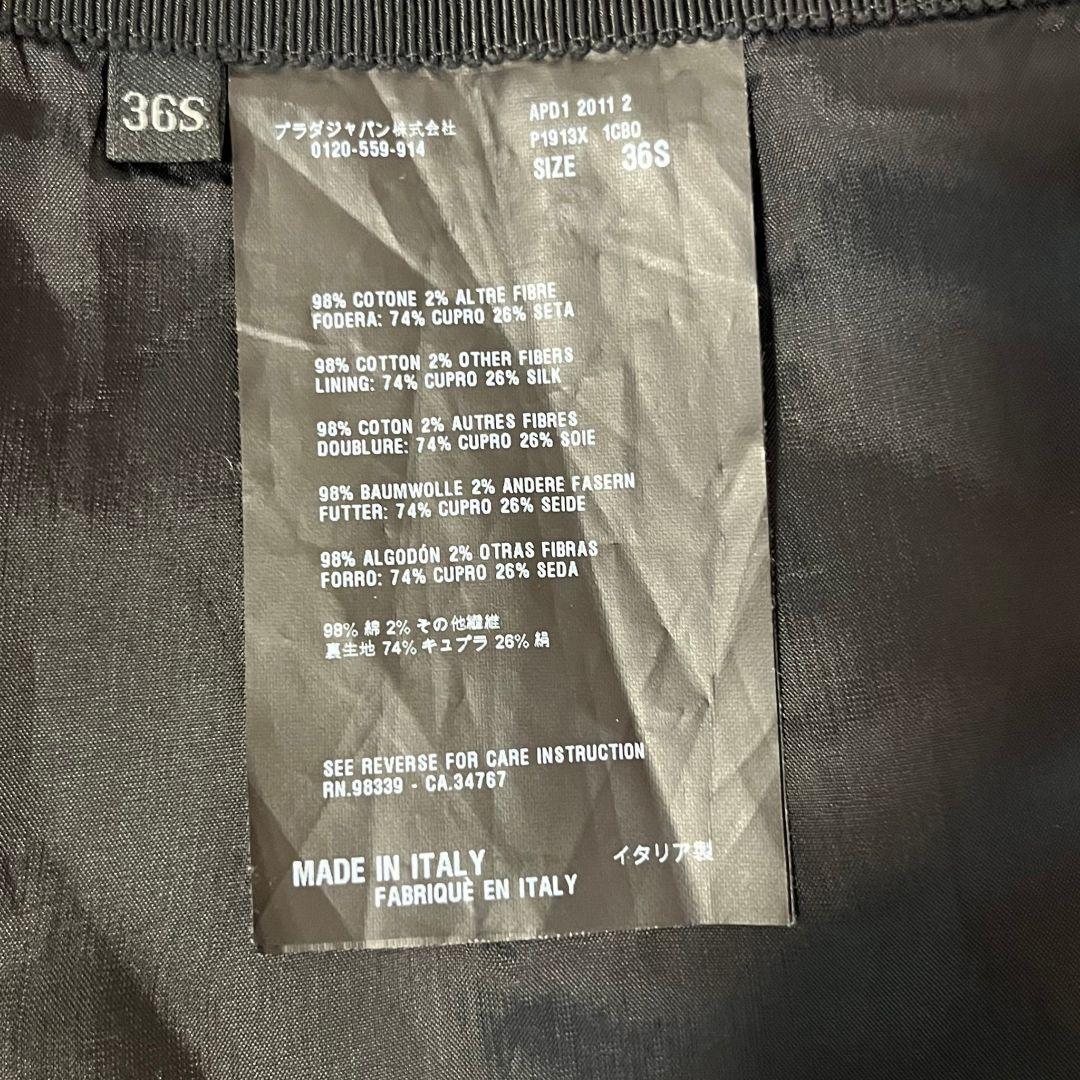 36S
プラダジャパン株式会社
0120-559-914
APD1 2011 2
P1913X 1CBO
SIZE 36S
98% COTONE 2% ALTRE FIBRE
FODERA: 74% CUPRO 26% SETA
98% COTTON 2% OTHER FIBERS
LINING: 74% CUPRO 26% SILK
98% COTON 2% AUTRES FIBRES
DOUBLURE: 74% CUPRO 26% SOIE
98% BAUMWOLLE 2% ANDERE FASERN
FUTTER: 74% CUPRO 26% SEIDE
98% ALGODÓN 2% OTRAS FIBRAS
FORRO: 74% CUPRO 26% SEDA
98% 綿 2% その他繊維
裏生地 74% キュプラ 26% 絹
SEE REVERSE FOR CARE INSTRUCTION
RN.98339 - CA.34767
MADE IN ITALY
FABRIQUÈ EN ITALY
イタリア製